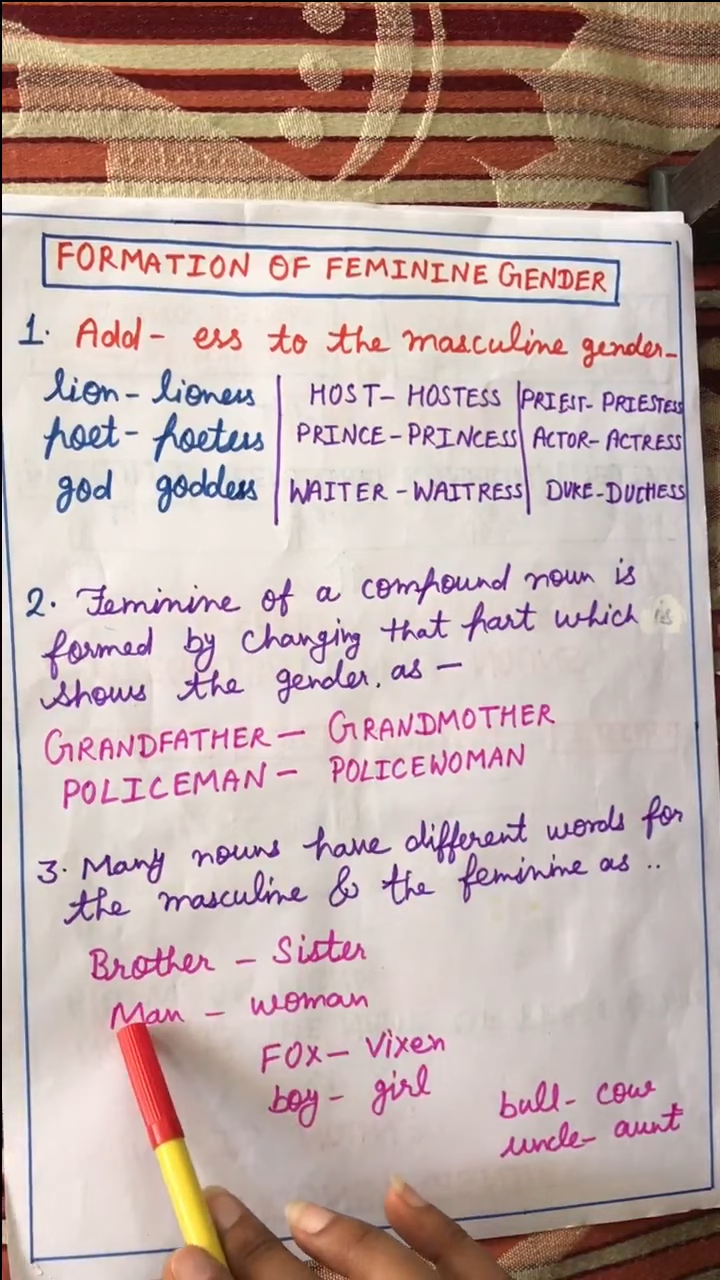 FORMATION OF FEMININE GENDER
1. Add - ess to the masculine gender -
lion - lioness | HOST - HOSTESS | PRIEST - PRIESTESS
poet - poetess | PRINCE - PRINCESS | ACTOR - ACTRESS
god goddess | WAITER - WAITRESS | DUKE - DUCHESS
2. Feminine of a compound noun is
formed by changing that part which is
shows the gender. as -
GRANDFATHER - GRANDMOTHER
POLICEMAN - POLICEWOMAN
3. Many nouns have different words for
the masculine & the feminine as ..
Brother - Sister
Man - woman
FOX - Vixen
boy - girl
bull - cow
uncle - aunt